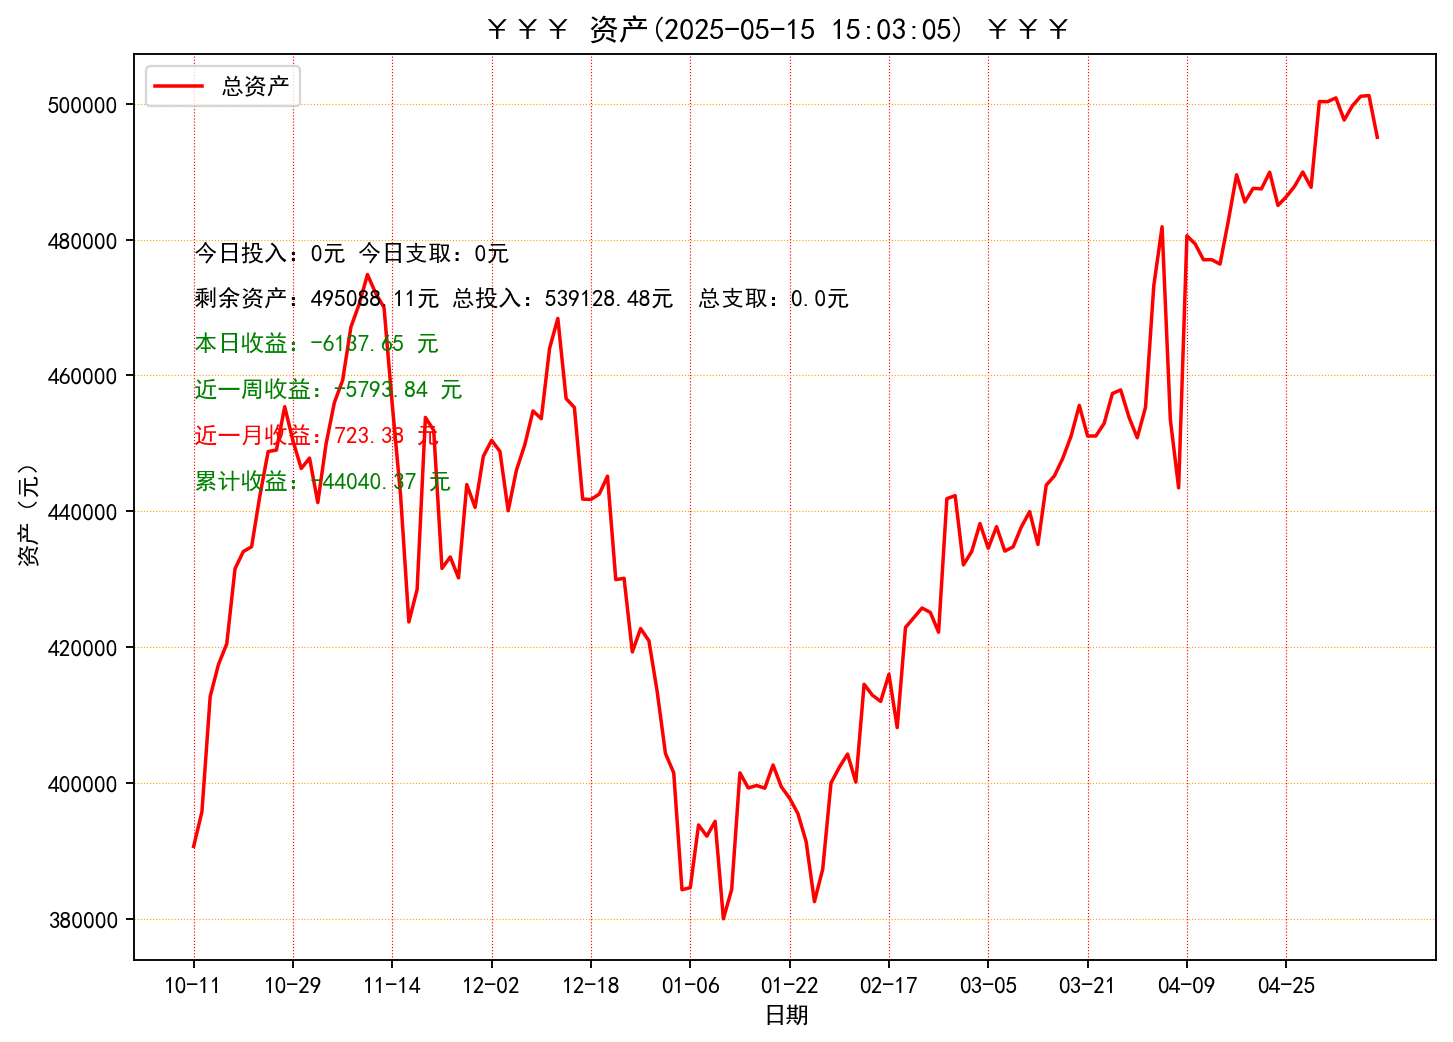 ￥￥￥ 资产(2025-05-15 15:03:05) ￥￥￥
总资产
500000
480000
460000
440000
420000
400000
380000
资产（元）
今日投入：0元 今日支取：0元
剩余资产：495088.11元 总投入：539128.48元 总支取：0.0元
本日收益：-6137.65 元
近一周收益：-5793.84 元
近一月收益：723.38 元
累计收益：-44040.37 元
10-11 10-29 11-14 12-02 12-18 01-06 01-22 02-17 03-05 03-21 04-09 04-25
日期